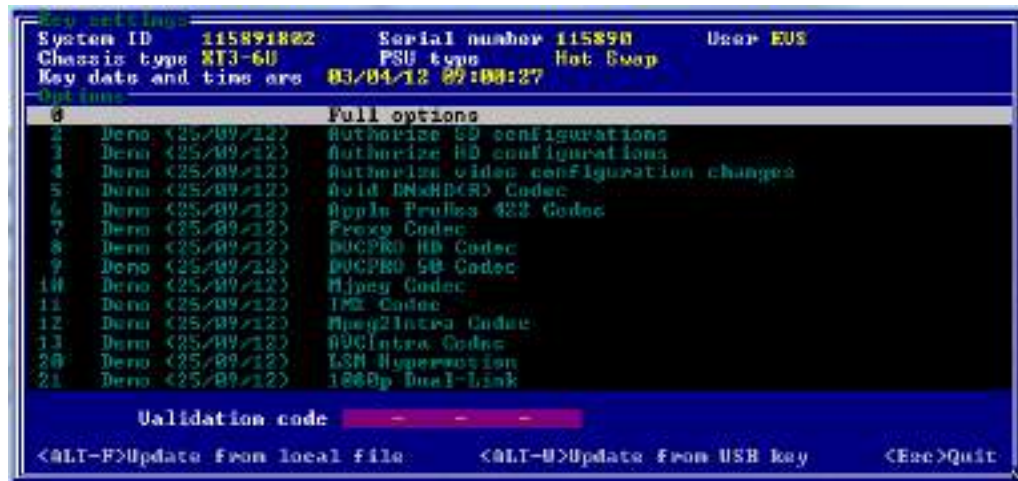 Key settings
System ID 115891802 Serial number 115890 User EVS
Chassis type XT3-6U PSU type Hot Swap
Key date and time are 03/04/12 09:00:27
Options
0 Full options
2 Demo (25/09/12) Authorize SD configurations
3 Demo (25/09/12) Authorize HD configurations
4 Demo (25/09/12) Authorize video configuration changes
5 Demo (25/09/12) Avid DNxHD(R) Codec
6 Demo (25/09/12) Apple ProRes 422 Codec
7 Demo (25/09/12) Proxy Codec
8 Demo (25/09/12) DVCPRO HD Codec
9 Demo (25/09/12) DVCPRO 50 Codec
10 Demo (25/09/12) Mjpeg Codec
11 Demo (25/09/12) IMX Codec
12 Demo (25/09/12) Mpeg2Intra Codec
13 Demo (25/09/12) AVCIntra Codec
20 Demo (25/09/12) LSM Hypermotion
21 Demo (25/09/12) 1080p Dual-Link
Validation code - - -
<ALT-F>Update from local file <ALT-U>Update from USB key <Esc>Quit